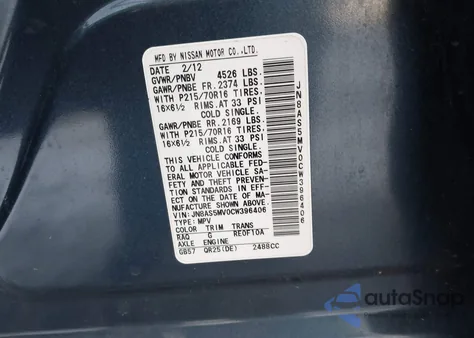 MFD BY NISSAN MOTOR CO.,LTD.
DATE 2/12
GVWR/PNBV 4526 LBS.
GAWR/PNBE FR. 2374 LBS.
WITH P215/70R16 TIRES,
16X6½ RIMS.AT 33 PSI
COLD SINGLE.
GAWR/PNBE RR. 2169 LBS.
WITH P215/70R16 TIRES,
16X6½ RIMS.AT 33 PSI
COLD SINGLE.
THIS VEHICLE CONFORMS
TO ALL APPLICABLE FED-
ERAL MOTOR VEHICLE SA-
FETY AND THEFT PREVEN-
TION STANDARDS IN EFF-
ECT ON THE DATE OF MA-
NUFACTURE SHOWN ABOVE.
VIN: JN8AS5MV0CW396406
TYPE: MPV
COLOR TRIM TRANS
RAQ G RE0F10A
AXLE ENGINE
GB57 QR25(DE) 2488CC
JN8AS5MV0CW396406
autoSnap